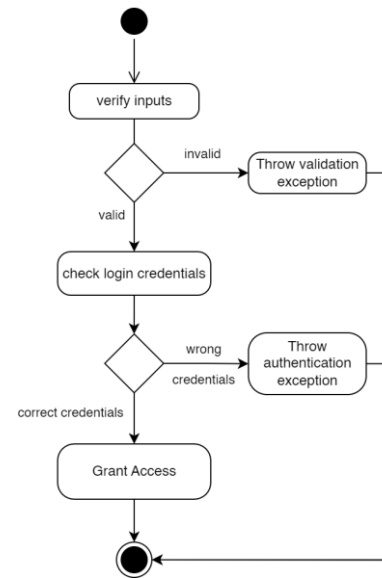 verify inputs
invalid
Throw validation
exception
valid
check login credentials
wrong
credentials
Throw
authentication
exception
correct credentials
Grant Access